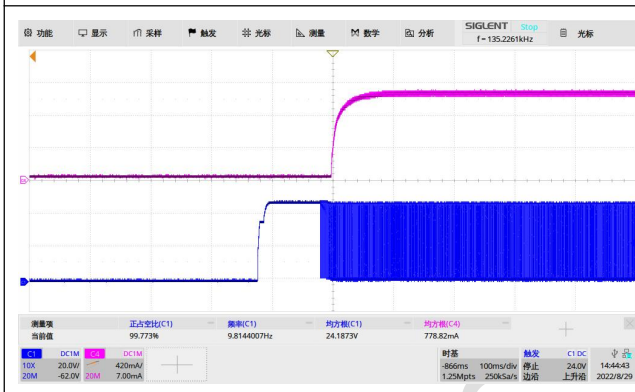 功能 显示 采样 触发 光标 测量 数学 分析 SIGLENT Stop 光标
f = 135.2261kHz
C4
测量项 正占空比(C1) 频率(C1) 均方根(C1) 均方根(C4)
当前值 99.773% 9.8144007Hz 24.1873V 778.82mA
C1 DC1M C4 DC1M 时基 触发 C1 DC
10X 20.0V/ 420mA/ -866ms 100ms/div 停止 24.0V 14:44:43
20M -62.0V 20M 7.00mA 1.25Mpts 250kSa/s 边沿 上升沿 2022/8/29